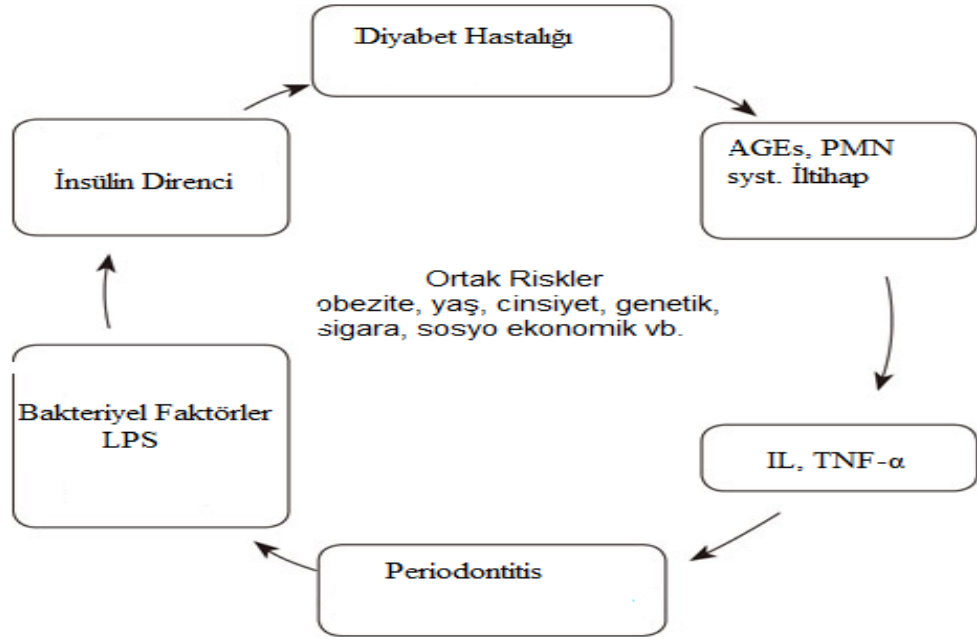 Diyabet Hastalığı
AGEs, PMN
syst. İltihap
İnsülin Direnci
Ortak Riskler
obezite, yaş, cinsiyet, genetik,
sigara, sosyo ekonomik vb.
Bakteriyel Faktörler
LPS
IL, TNF-α
Periodontitis